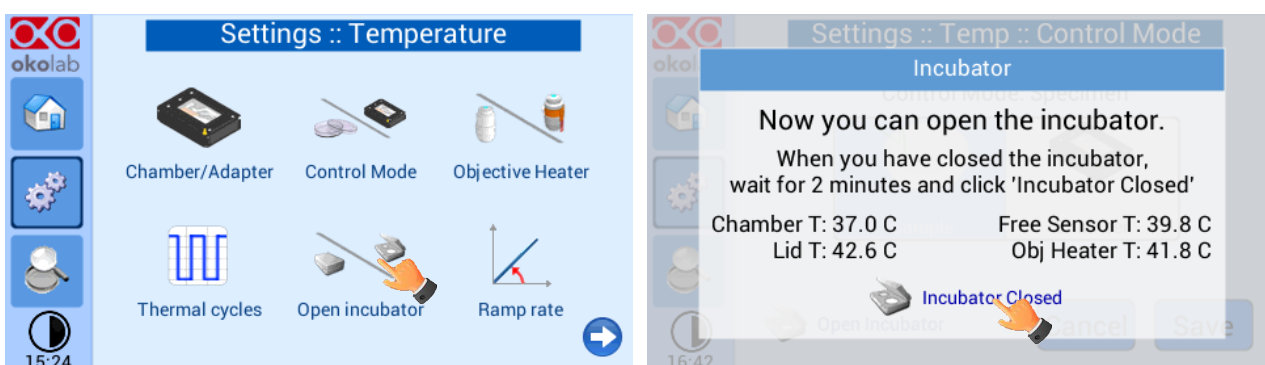 Settings :: Temperature
okolab
Chamber/Adapter
Control Mode
Objective Heater
Thermal cycles
Open incubator
Ramp rate
15:24
Settings :: Temp :: Control Mode
okol
Incubator
Control Mode: Specimen
Now you can open the incubator.
When you have closed the incubator,
wait for 2 minutes and click 'Incubator Closed'
Chamber T: 37.0 C Free Sensor T: 39.8 C
Lid T: 42.6 C Obj Heater T: 41.8 C
Incubator Closed
Open Incubator
Cancel
Save
16:42